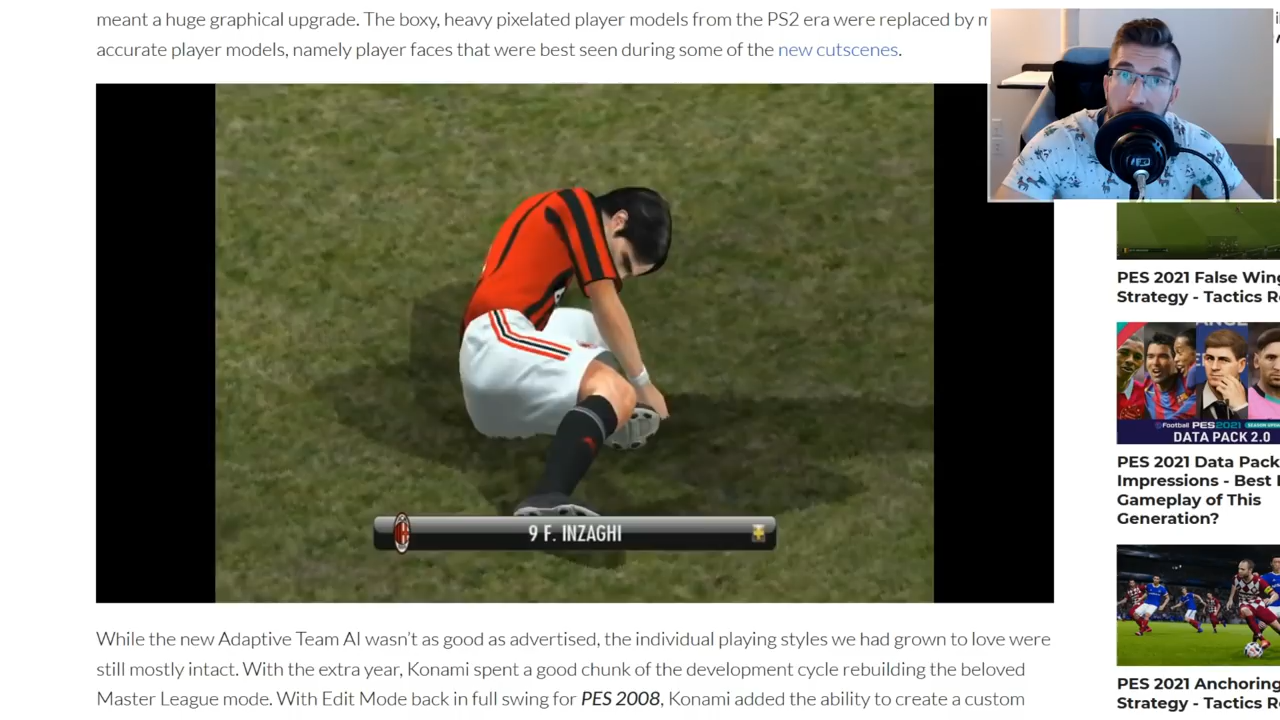 meant a huge graphical upgrade. The boxy, heavy pixelated player models from the PS2 era were replaced by
accurate player models, namely player faces that were best seen during some of the new cutscenes.
9 F. INZAGHI
While the new Adaptive Team AI wasn't as good as advertised, the individual playing styles we had grown to love were
still mostly intact. With the extra year, Konami spent a good chunk of the development cycle rebuilding the beloved
Master League mode. With Edit Mode back in full swing for PES 2008, Konami added the ability to create a custom
PES 2021 False
Strategy - Tactics
eFootball PES2021 SEASON
DATA PACK 2.0
PES 2021 Data Pack
Impressions - Best
Gameplay of This
Generation?
PES 2021 Anchoring
Strategy - Tactics